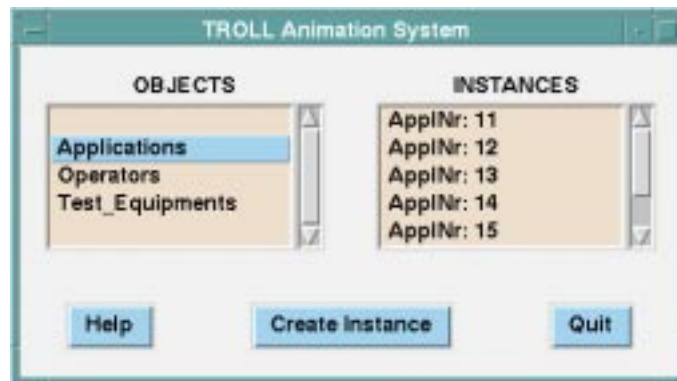 TROLL Animation System
OBJECTS
Applications
Operators
Test_Equipments
INSTANCES
ApplNr: 11
ApplNr: 12
ApplNr: 13
ApplNr: 14
ApplNr: 15
Help
Create Instance
Quit